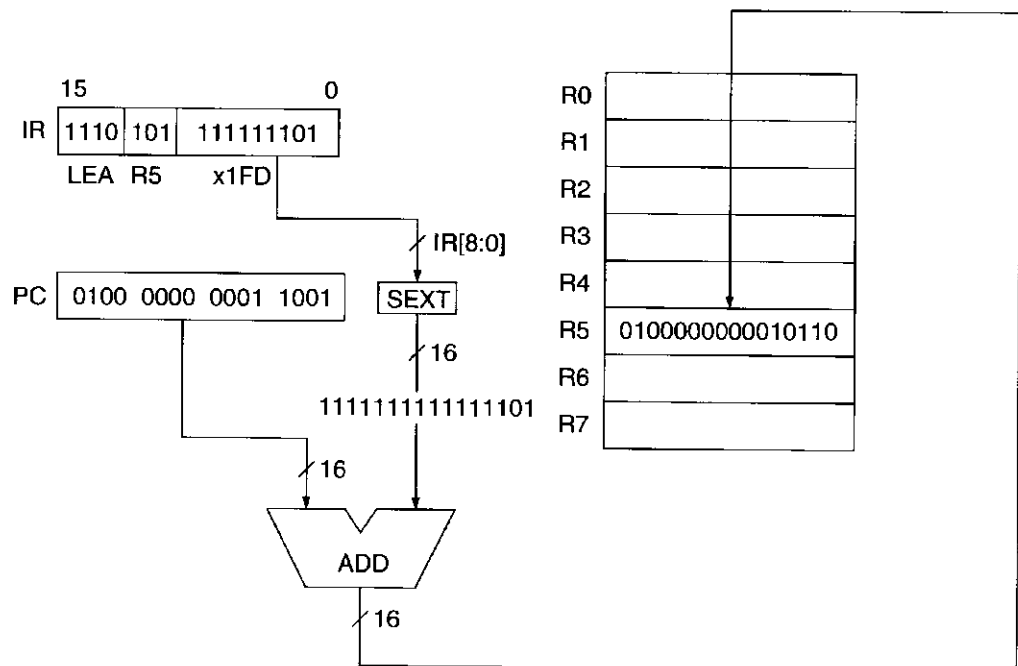 15 0
IR 1110 101 111111101
LEA R5 x1FD
IR[8:0]
PC 0100 0000 0001 1001
SEXT
16
1111111111111101
16
ADD
16
R0
R1
R2
R3
R4
R5 0100000000010110
R6
R7